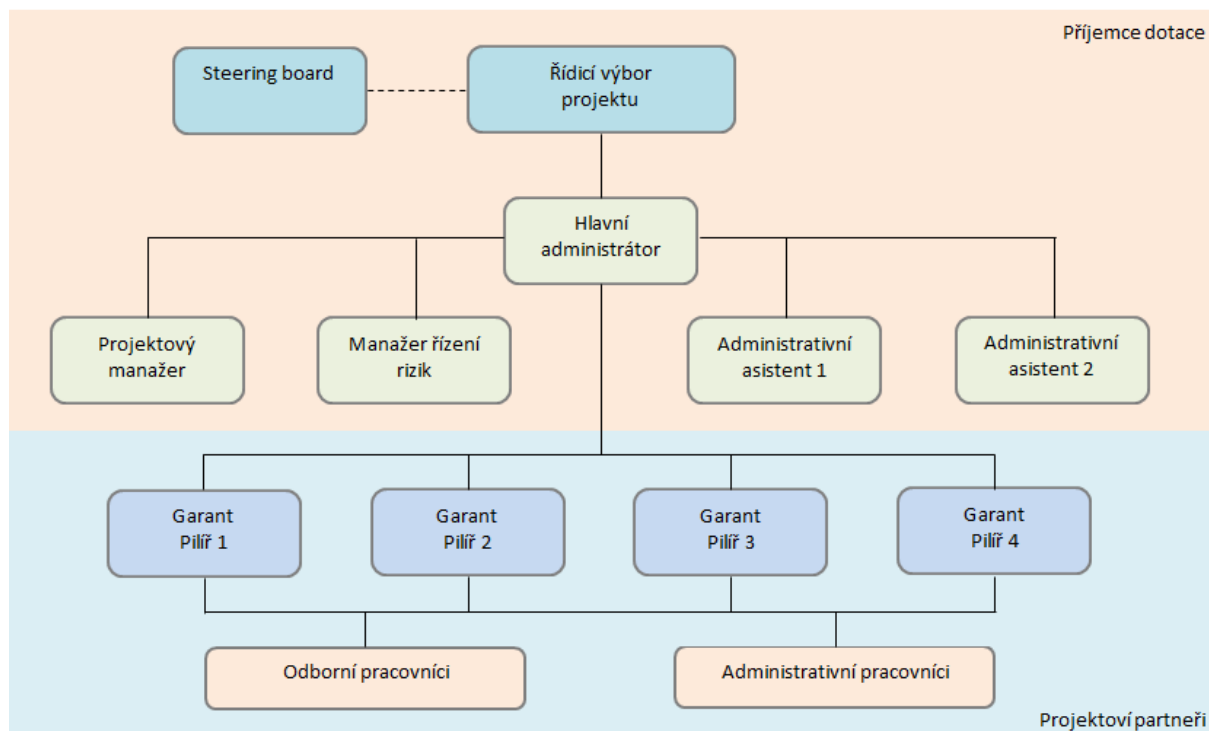 Příjemce dotace
Steering board
Řídicí výbor
projektu
Hlavní
administrátor
Projektový
manažer
Manažer řízení
rizik
Administrativní
asistent 1
Administrativní
asistent 2
Garant
Pilíř 1
Garant
Pilíř 2
Garant
Pilíř 3
Garant
Pilíř 4
Odborní pracovníci
Administrativní pracovníci
Projektoví partneři